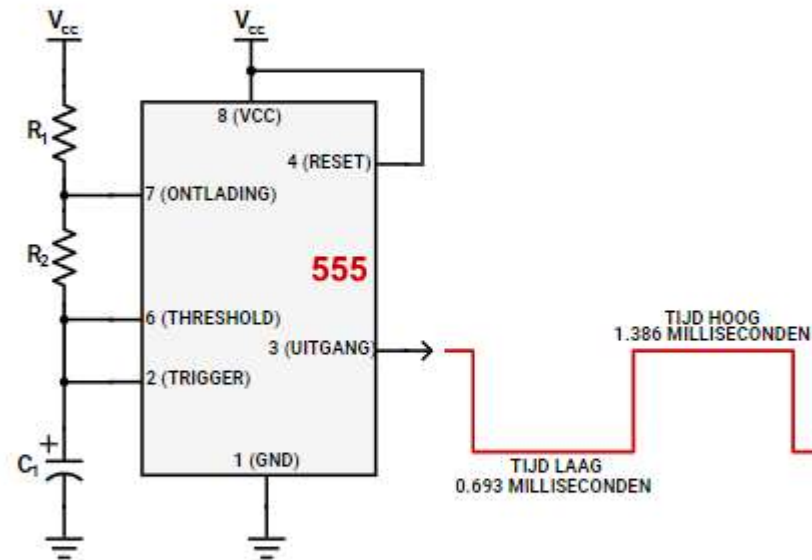 Vcc
Vcc
8 (VCC)
R1
4 (RESET)
7 (ONTLADING)
R2
555
6 (THRESHOLD)
TIJD HOOG
1.386 MILLISECONDEN
3 (UITGANG)
2 (TRIGGER)
+
C1
1 (GND)
TIJD LAAG
0.693 MILLISECONDEN